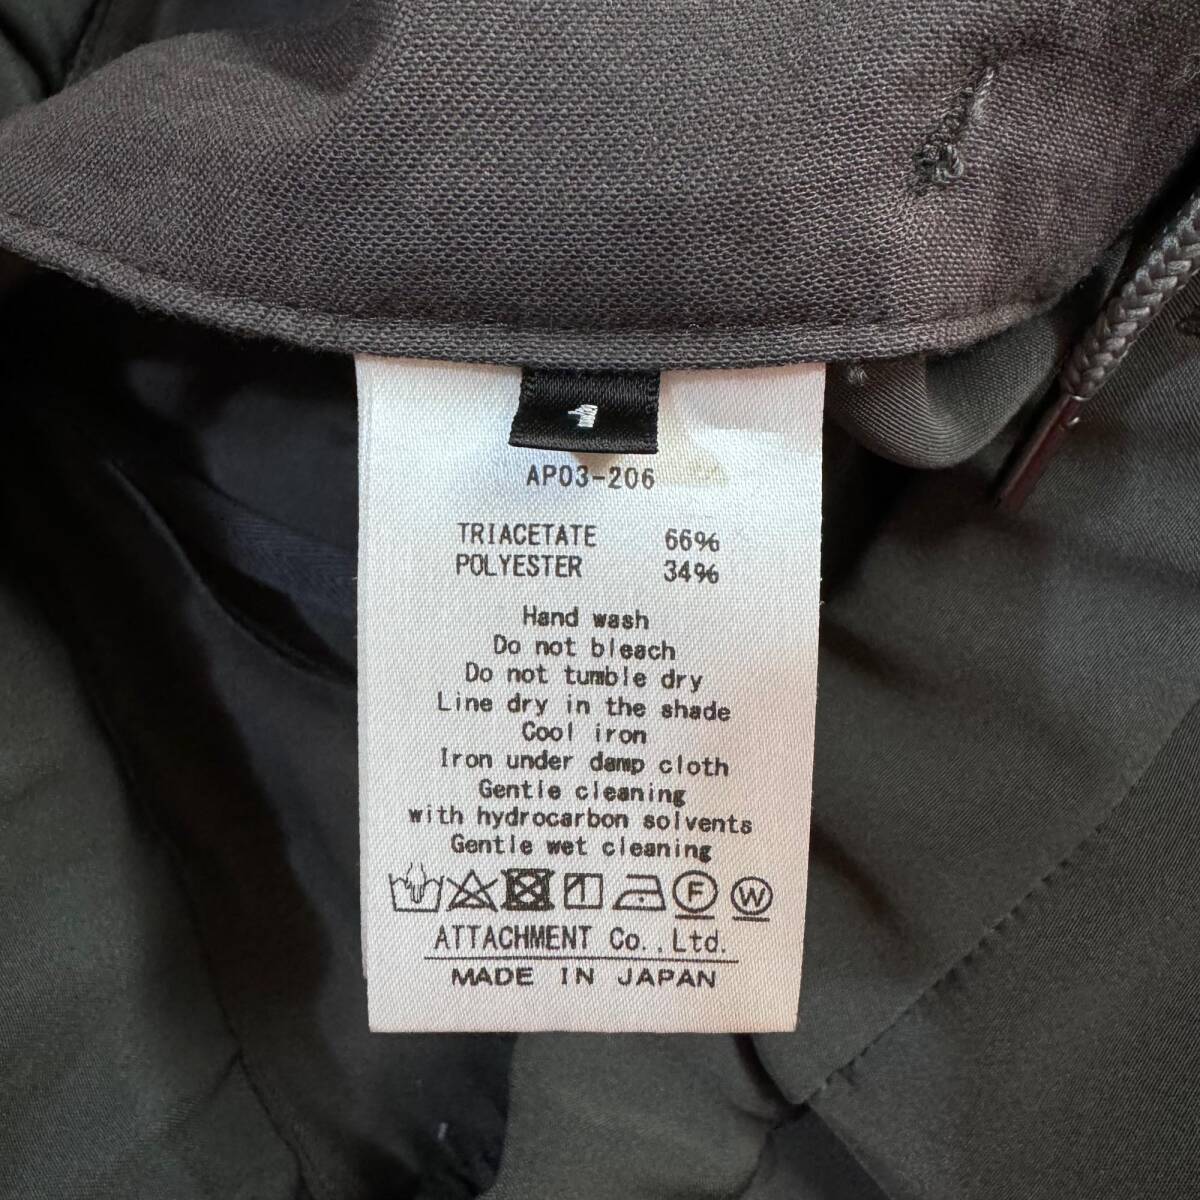 1
AP03-206
TRIACETATE 66%
POLYESTER 34%
Hand wash
Do not bleach
Do not tumble dry
Line dry in the shade
Cool iron
Iron under damp cloth
Gentle cleaning
with hydrocarbon solvents
Gentle wet cleaning
F W
ATTACHMENT Co.,Ltd.
MADE IN JAPAN